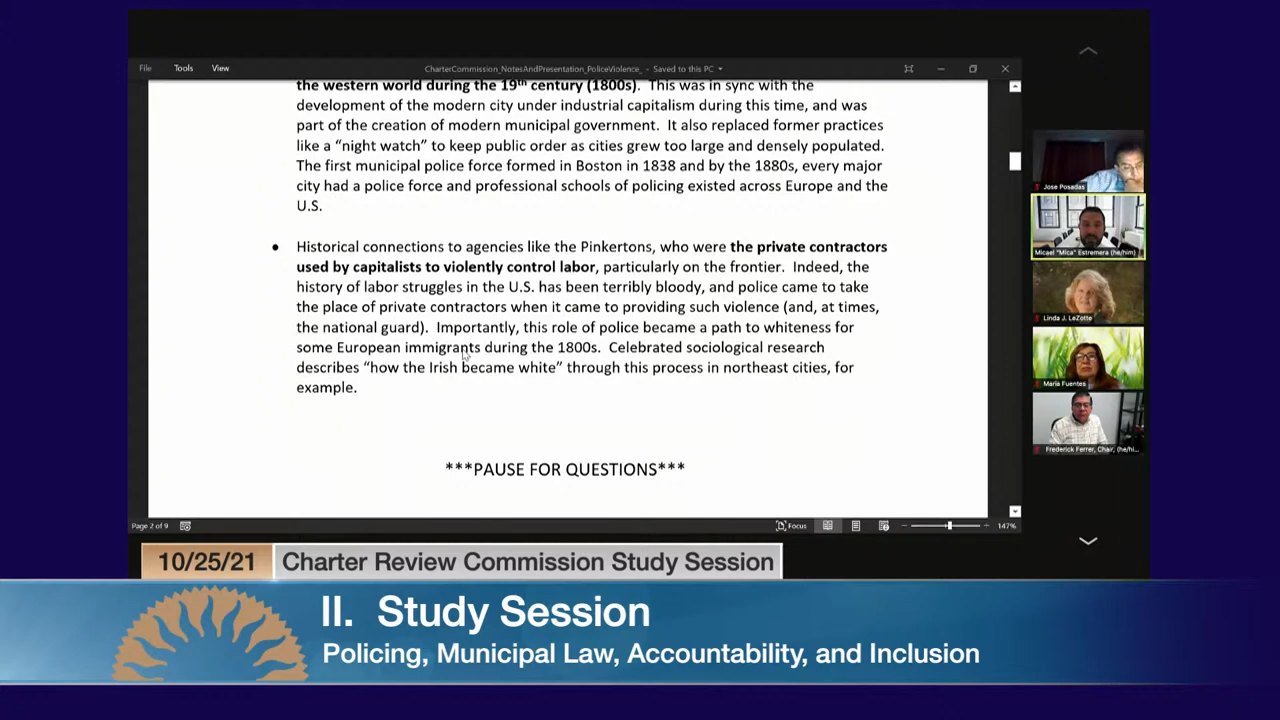 File Tools View CharterCommission_NotesAndPresentation_PoliceViolence_ - Saved to this PC
the western world during the 19th century (1800s). This was in sync with the
development of the modern city under industrial capitalism during this time, and was
part of the creation of modern municipal government. It also replaced former practices
like a “night watch” to keep public order as cities grew too large and densely populated.
The first municipal police force formed in Boston in 1838 and by the 1880s, every major
city had a police force and professional schools of policing existed across Europe and the
U.S.
● Historical connections to agencies like the Pinkertons, who were the private contractors
used by capitalists to violently control labor, particularly on the frontier. Indeed, the
history of labor struggles in the U.S. has been terribly bloody, and police came to take
the place of private contractors when it came to providing such violence (and, at times,
the national guard). Importantly, this role of police became a path to whiteness for
some European immigrants during the 1800s. Celebrated sociological research
describes “how the Irish became white” through this process in northeast cities, for
example.
***PAUSE FOR QUESTIONS***
Page 2 of 9 Focus 147%
Jose Posadas
Micael "Mica" Estremera (he/him)
Linda J. LeZotte
Maria Fuentes
Frederick Ferrer, Chair, (he/hi...
10/25/21 Charter Review Commission Study Session
II. Study Session
Policing, Municipal Law, Accountability, and Inclusion